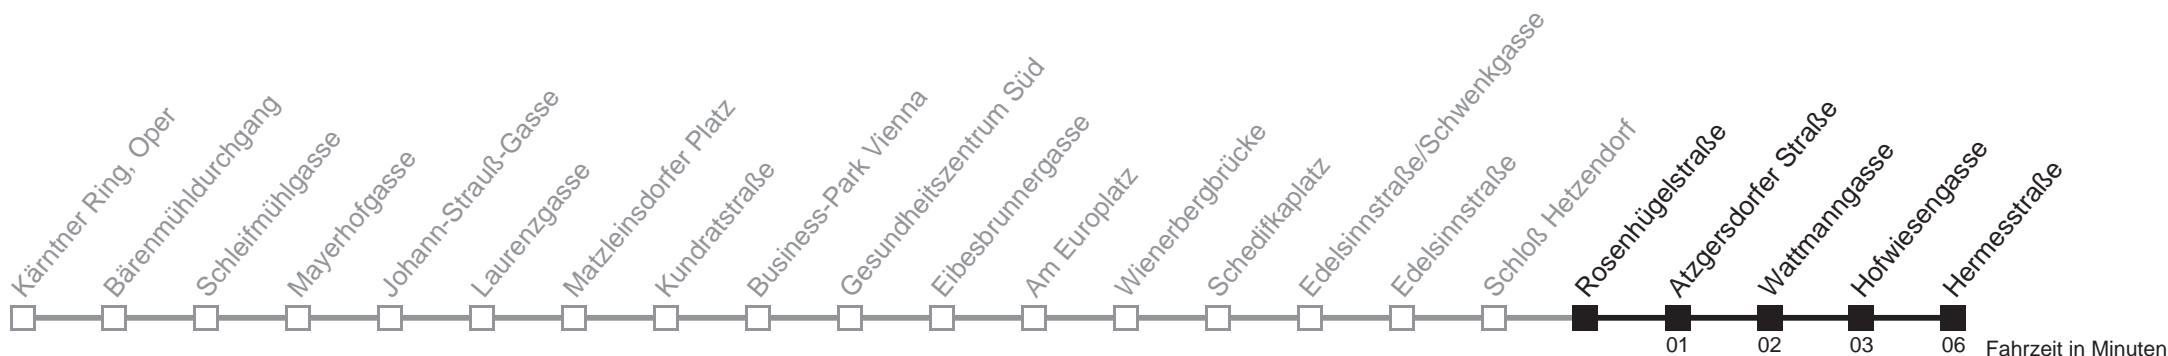 Kärntner Ring, Oper
Bärenmühldurchgang
Schleifmühlgasse
Mayerhofgasse
Johann-Strauß-Gasse
Laurenzgasse
Matzleinsdorfer Platz
Kundratstraße
Business-Park Vienna
Gesundheitszentrum Süd
Eibesbrunnergasse
Am Europlatz
Wienerbergbrücke
Schedifkaplatz
Edelsinnstraße/Schwenkgasse
Edelsinnstraße
Schloß Hetzendorf
Rosenhügelstraße
Atzgersdorfer Straße
Wattmanngasse
Hofwiesengasse
Hermesstraße
01 02 03 06 Fahrzeit in Minuten